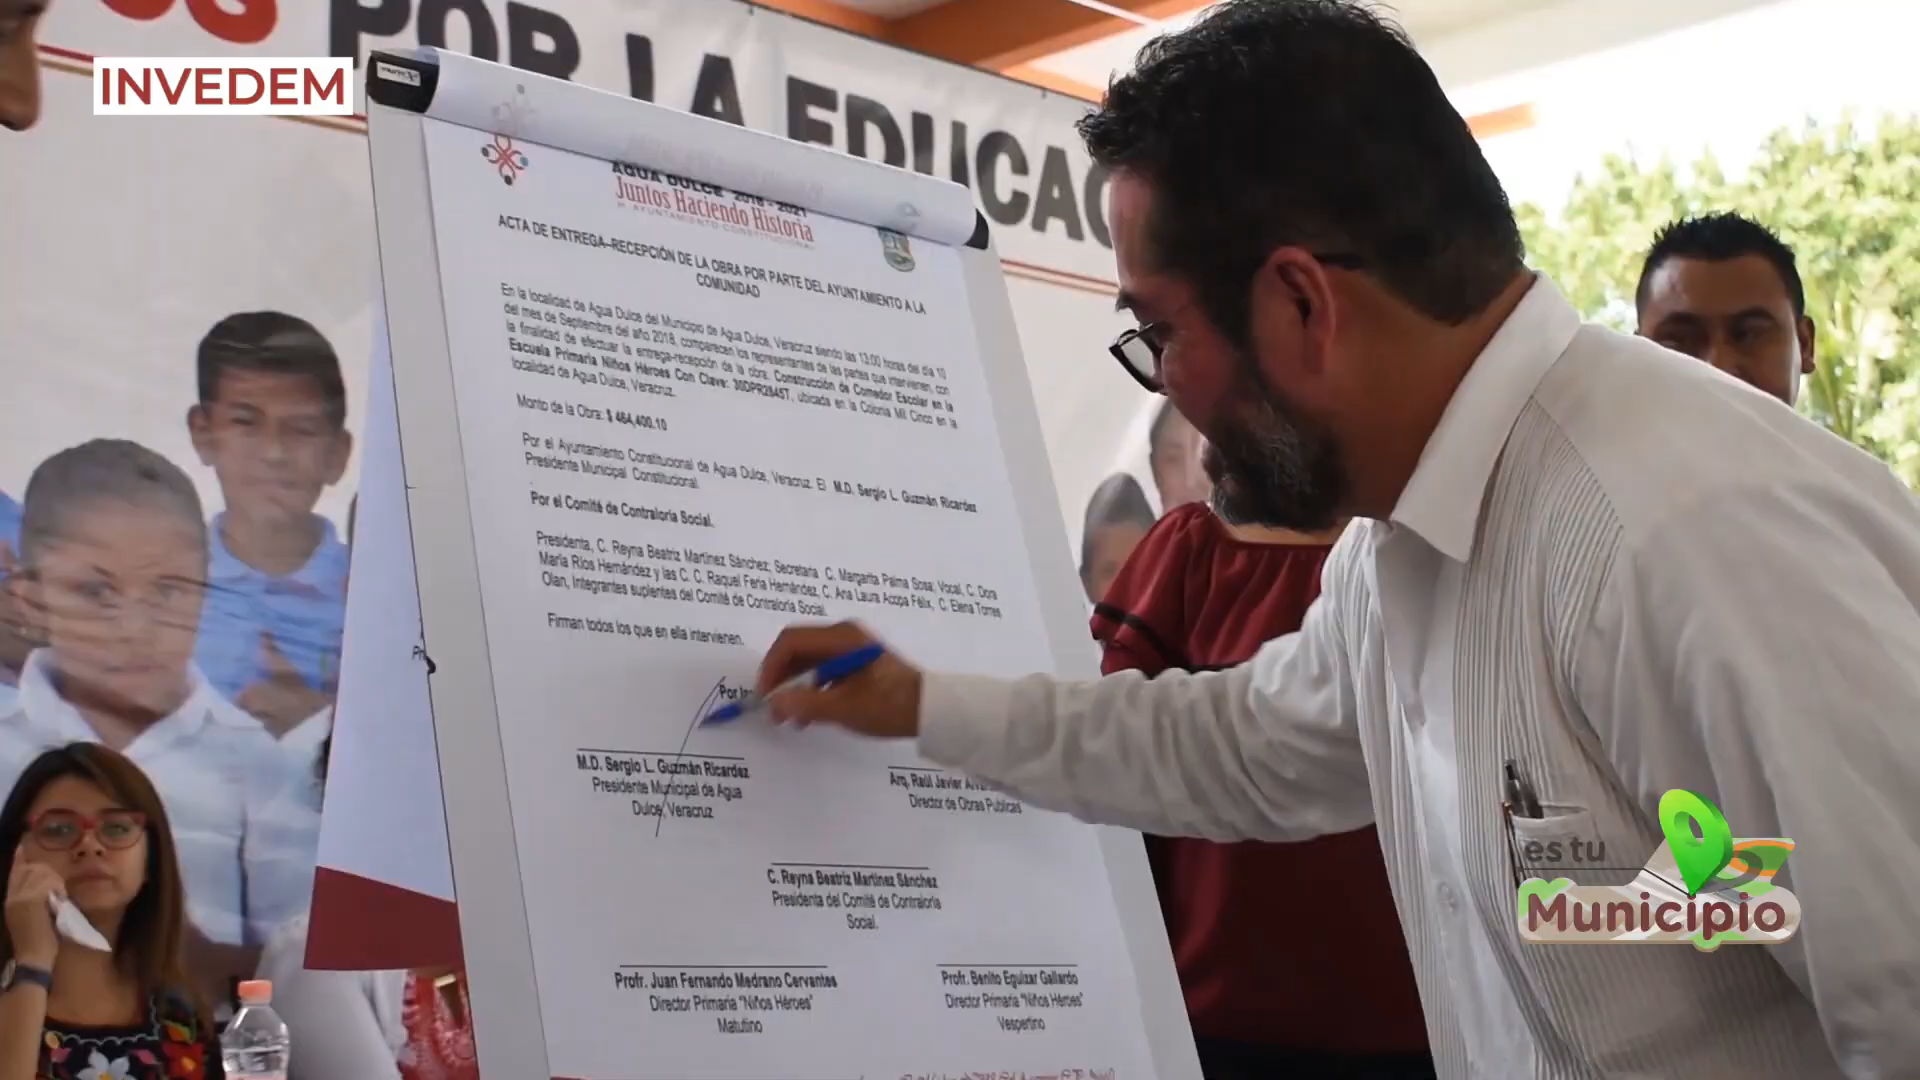 POR LA EDUCAC
INVEDEM
AGUA DULCE 2018 - 2021
Juntos Haciendo Historia
H. AYUNTAMIENTO CONSTITUCIONAL
ACTA DE ENTREGA-RECEPCIÓN DE LA OBRA POR PARTE DEL AYUNTAMIENTO A LA
COMUNIDAD
En la localidad de Agua Dulce del Municipio de Agua Dulce, Veracruz siendo las 13:00 horas del día 10
del mes de Septiembre del año 2018, comparecen los representantes de las partes que intervienen, con
la finalidad de efectuar la entrega-recepción de la obra: Construcción de Comedor Escolar en la
Escuela Primaria Niños Héroes Con Clave: 30DPR2845T, ubicada en la Colonia Mil Cinco en la
localidad de Agua Dulce, Veracruz.
Monto de la Obra: $ 464,400.10
Por el Ayuntamiento Constitucional de Agua Dulce, Veracruz. El M.D. Sergio L. Guzmán Ricardez
Presidente Municipal Constitucional.
Por el Comité de Contraloría Social.
Presidenta, C. Reyna Beatriz Martínez Sánchez; Secretaria C. Margarita Palma Sosa; Vocal, C. Dora
María Ríos Hernández y las C. C. Raquel Feria Hernández, C. Ana Laura Acopa Félix, C. Elena Torres
Olan, Integrantes suplentes del Comité de Contraloría Social.
Firman todos los que en ella intervienen.
Por
M.D. Sergio L. Guzmán Ricardez
Presidente Municipal de Agua
Dulce, Veracruz
Arq. Raúl Javier
Director de Obras Publicas
C. Reyna Beatriz Martínez Sánchez
Presidenta del Comité de Contraloría
Social.
Profr. Juan Fernando Medrano Cervantes
Director Primaria "Niños Héroes"
Matutino
Profr. Benito Eguizar Gallardo
Director Primaria "Niños Héroes"
Vespertino
es tu
Municipio